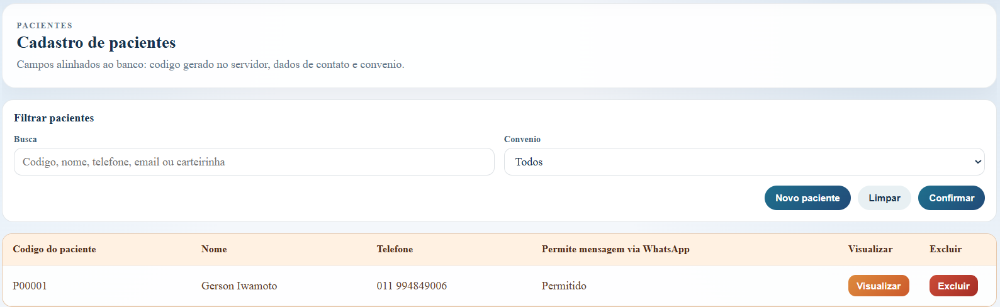 PACIENTES
Cadastro de pacientes
Campos alinhados ao banco: codigo gerado no servidor, dados de contato e convenio.
Filtrar pacientes
Busca Convenio
Codigo, nome, telefone, email ou carteirinha Todos
Novo paciente Limpar Confirmar
Codigo do paciente Nome Telefone Permite mensagem via WhatsApp Visualizar Excluir
P00001 Gerson Iwamoto 011 994849006 Permitido Visualizar Excluir